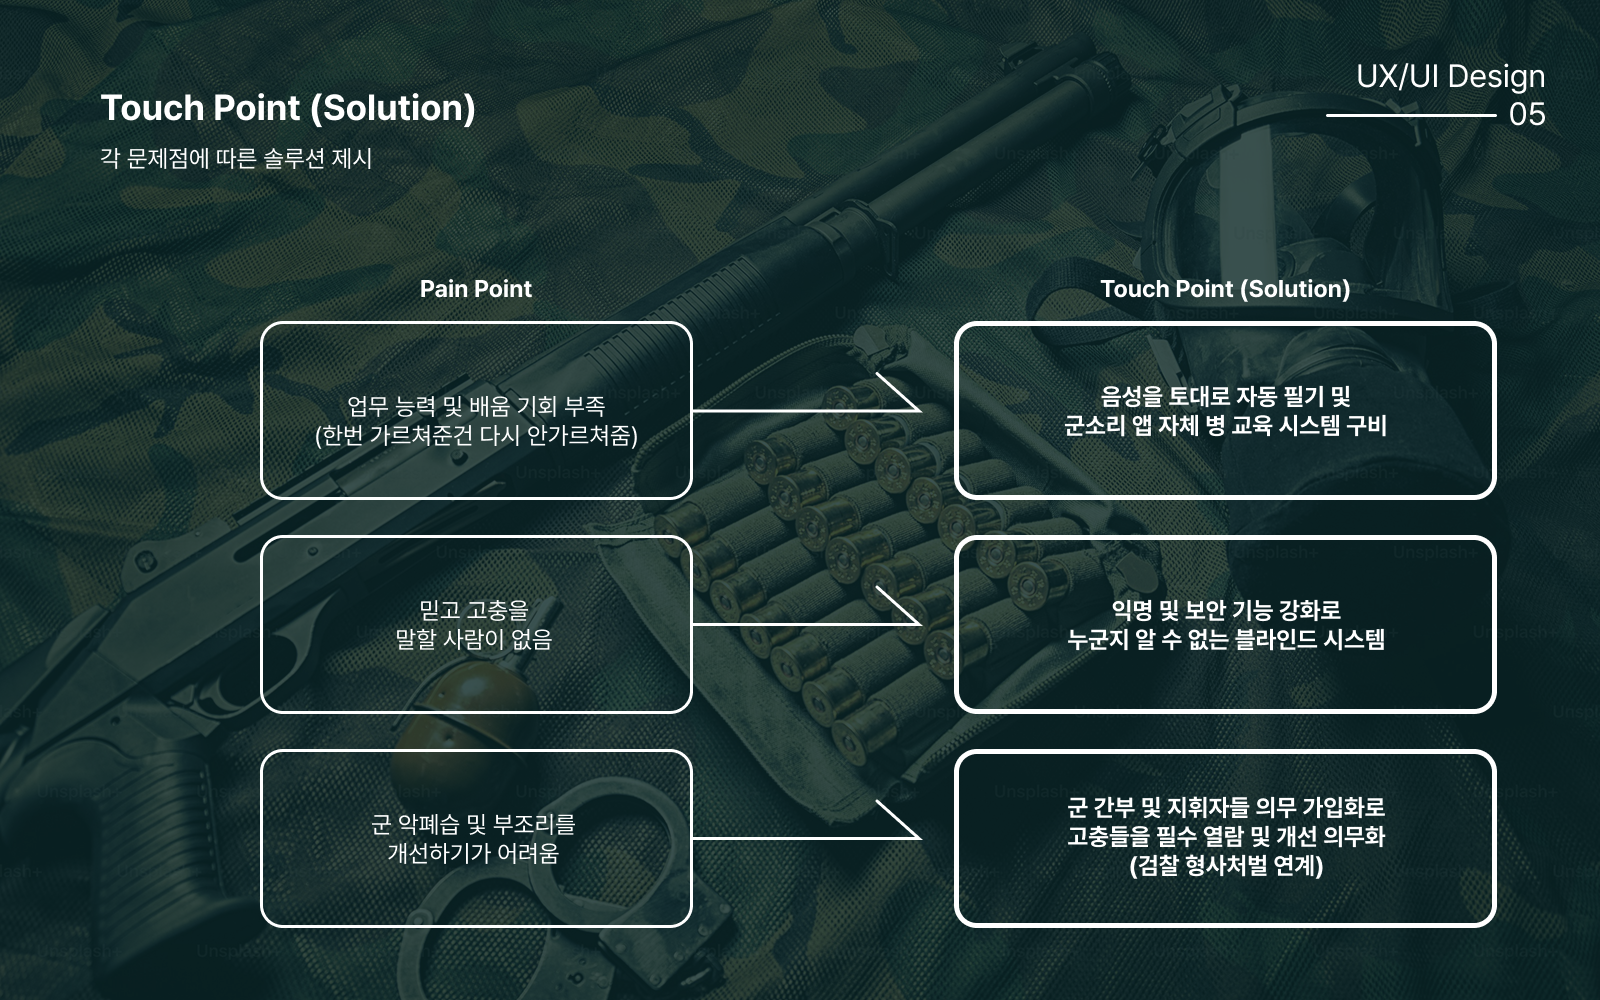 UX/UI Design
05
Touch Point (Solution)
각 문제점에 따른 솔루션 제시
Pain Point
Touch Point (Solution)
업무 능력 및 배움 기회 부족
(한번 가르쳐준건 다시 안가르쳐줌)
음성을 토대로 자동 필기 및
군소리 앱 자체 병 교육 시스템 구비
믿고 고충을
말할 사람이 없음
익명 및 보안 기능 강화로
누군지 알 수 없는 블라인드 시스템
군 악폐습 및 부조리를
개선하기가 어려움
군 간부 및 지휘자들 의무 가입화로
고충들을 필수 열람 및 개선 의무화
(검찰 형사처벌 연계)